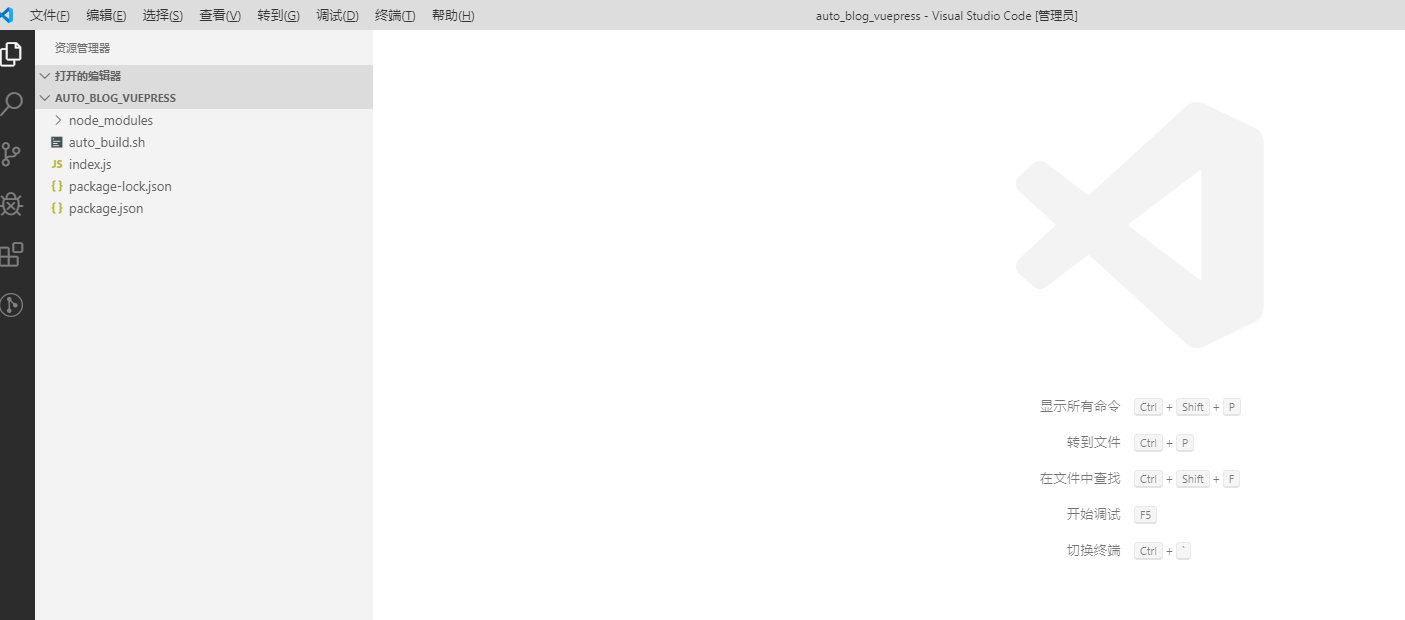 文件(F) 编辑(E) 选择(S) 查看(V) 转到(G) 调试(D) 终端(T) 帮助(H) auto_blog_vuepress - Visual Studio Code [管理员]
资源管理器
打开的编辑器
AUTO_BLOG_VUEPRESS
node_modules
auto_build.sh
JS index.js
{} package-lock.json
{} package.json
显示所有命令 Ctrl + Shift + P
转到文件 Ctrl + P
在文件中查找 Ctrl + Shift + F
开始调试 F5
切换终端 Ctrl + `